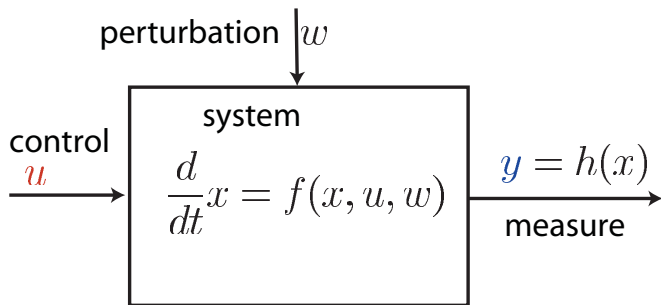 perturbation w
system
control
u
d/dt x = f(x, u, w)
y = h(x)
measure